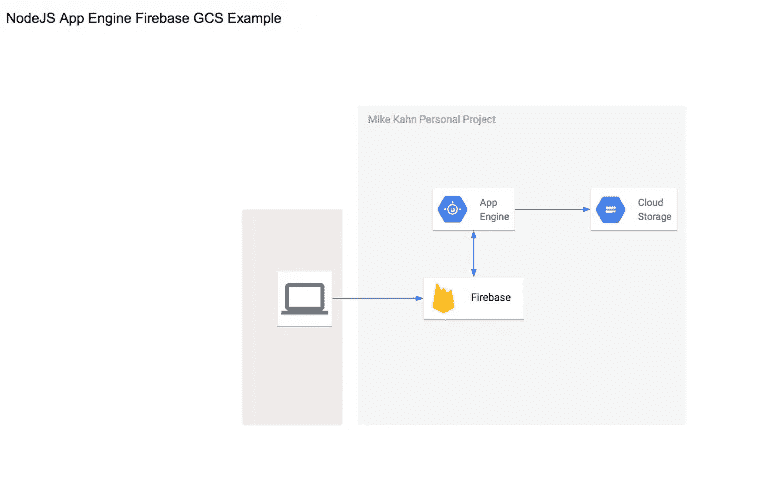 NodeJS App Engine Firebase GCS Example
Mike Kahn Personal Project
App
Engine
Cloud
Storage
Firebase